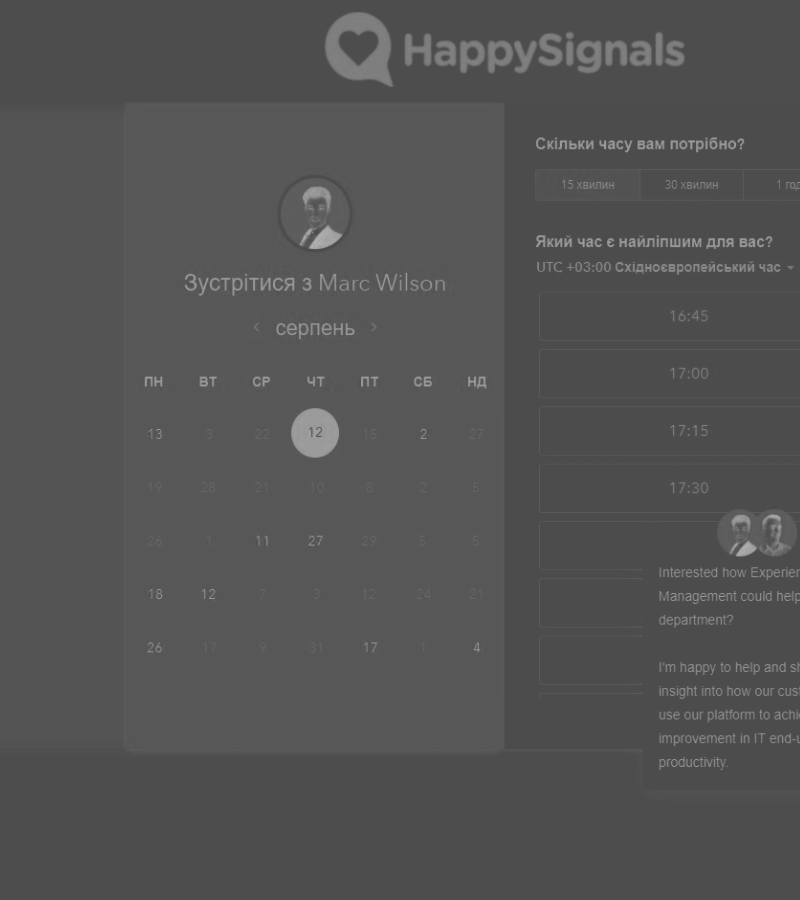 HappySignals
Зустрітися з Marc Wilson
серпень
ПН ВТ СР ЧТ ПТ СБ НД
13 3 22 12 15 2 27
19 28 21 10 8 2 5
26 1 11 27 29 5 5
18 12 7 3 12 24 21
26 17 9 31 17 1 4
Скільки часу вам потрібно?
15 хвилин 30 хвилин 1 год
Який час є найліпшим для вас?
UTC +03:00 Східноєвропейський час
16:45
17:00
17:15
17:30
Interested how Experien
Management could help
department?
I'm happy to help and sh
insight into how our cust
use our platform to achi
improvement in IT end-u
productivity.